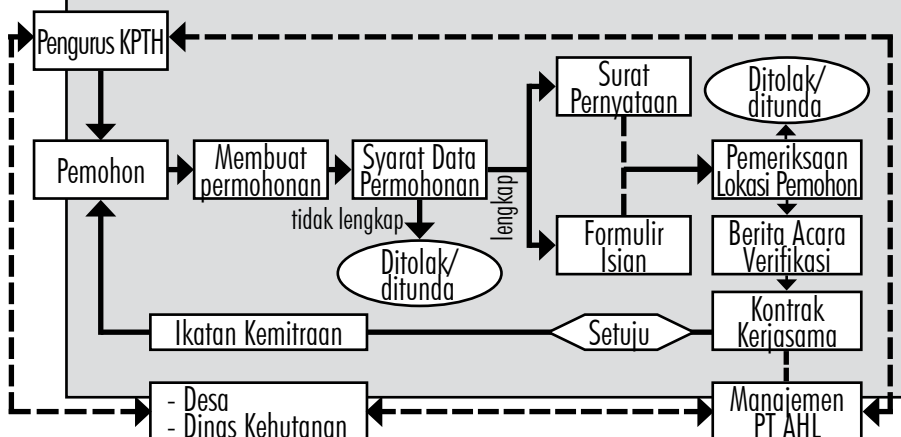 Pengurus KPTH
Pemohon
Membuat
permohonan
Syarat Data
Permohonan
tidak lengkap
lengkap
Ditolak/
ditunda
Surat
Pernyataan
Formulir
Isian
Ditolak/
ditunda
Pemeriksaan
Lokasi Pemohon
Berita Acara
Verifikasi
Kontrak
Kerjasama
Setuju
Ikatan Kemitraan
- Desa
- Dinas Kehutanan
Manajemen
PT AHL